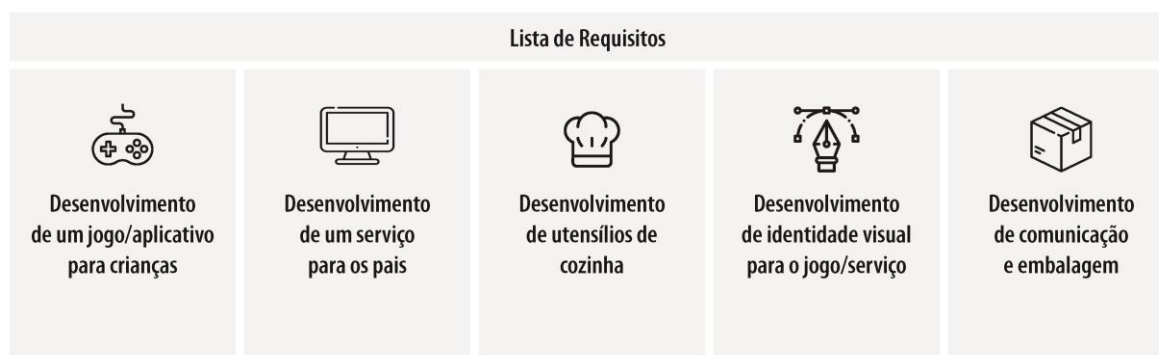 Lista de Requisitos
Desenvolvimento
de um jogo/aplicativo
para crianças
Desenvolvimento
de um serviço
para os pais
Desenvolvimento
de utensílios de
cozinha
Desenvolvimento
de identidade visual
para o jogo/serviço
Desenvolvimento
de comunicação
e embalagem